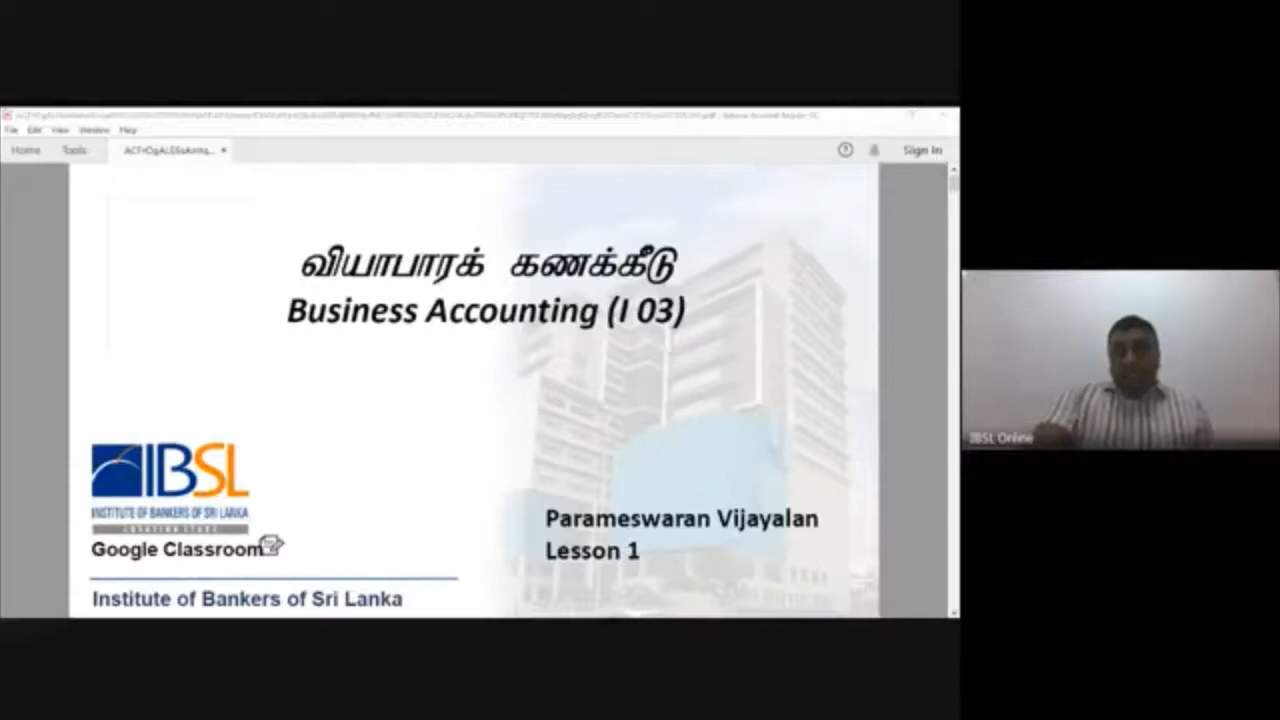 File Edit View Window Help
Home Tools
Sign In
வியாபாரக் கணக்கீடு
Business Accounting (I 03)
IBSL
INSTITUTE OF BANKERS OF SRI LANKA
Google Classroom
Parameswaran Vijayalan
Lesson 1
Institute of Bankers of Sri Lanka
IBSL Online